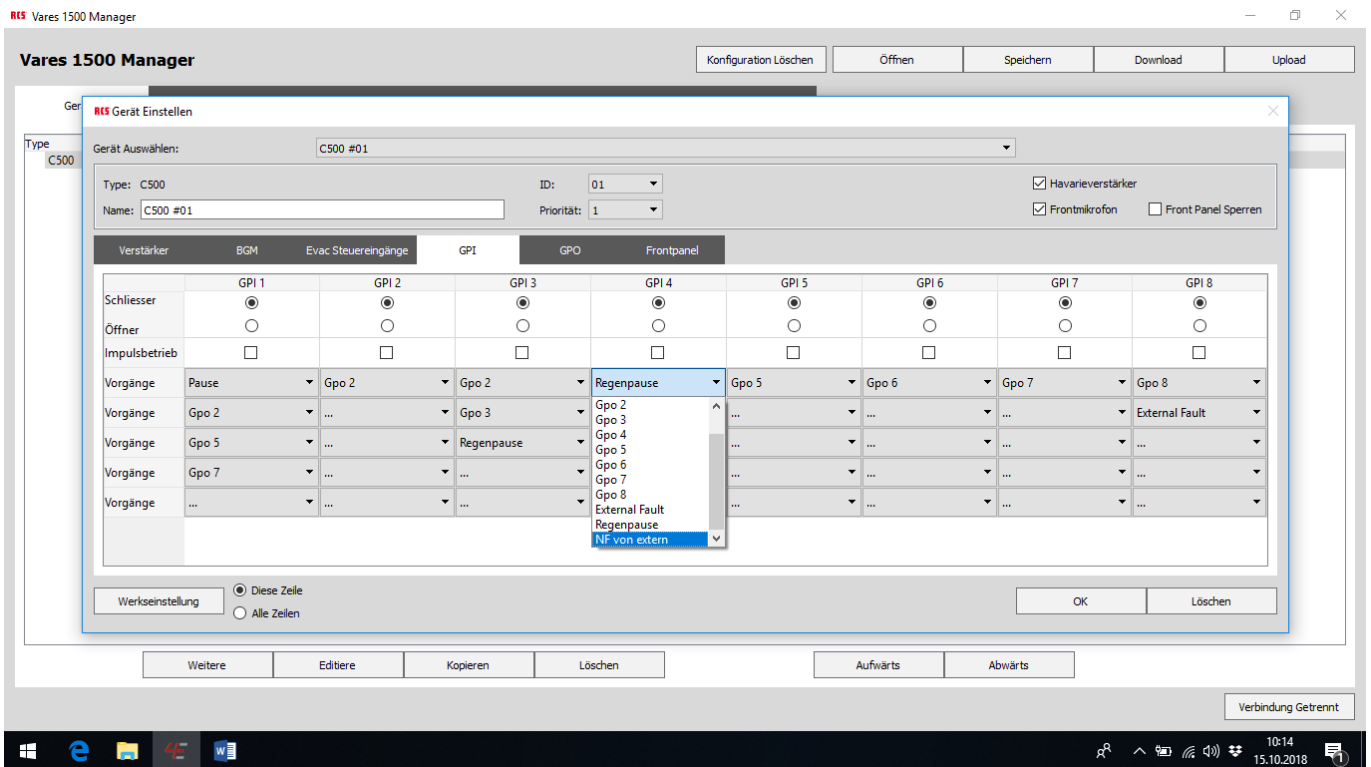 RCS Vares 1500 Manager
Vares 1500 Manager
Konfiguration Löschen Öffnen Speichern Download Upload
Ger
RCS Gerät Einstellen
Type
C500
Gerät Auswählen: C500 #01
Type: C500 ID: 01 Havarieverstärker
Name: C500 #01 Priorität: 1 Frontmikrofon Front Panel Sperren
Verstärker BGM Evac Steuereingänge GPI GPO Frontpanel
GPI 1 GPI 2 GPI 3 GPI 4 GPI 5 GPI 6 GPI 7 GPI 8
Schliesser
Öffner
Impulsbetrieb
Vorgänge Pause Gpo 2 Gpo 2 Regenpause Gpo 5 Gpo 6 Gpo 7 Gpo 8
Vorgänge Gpo 2 ... Gpo 3 ... ... ... External Fault
Vorgänge Gpo 5 ... Regenpause ... ... ... ...
Vorgänge Gpo 7 ... ... ... ... ... ...
Vorgänge ... ... ... ... ... ... ...
Gpo 2
Gpo 3
Gpo 4
Gpo 5
Gpo 6
Gpo 7
Gpo 8
External Fault
Regenpause
NF von extern
Werkseinstellung Diese Zeile
Alle Zeilen
OK Löschen
Weitere Editiere Kopieren Löschen Aufwärts Abwärts
Verbindung Getrennt
10:14
15.10.2018
1